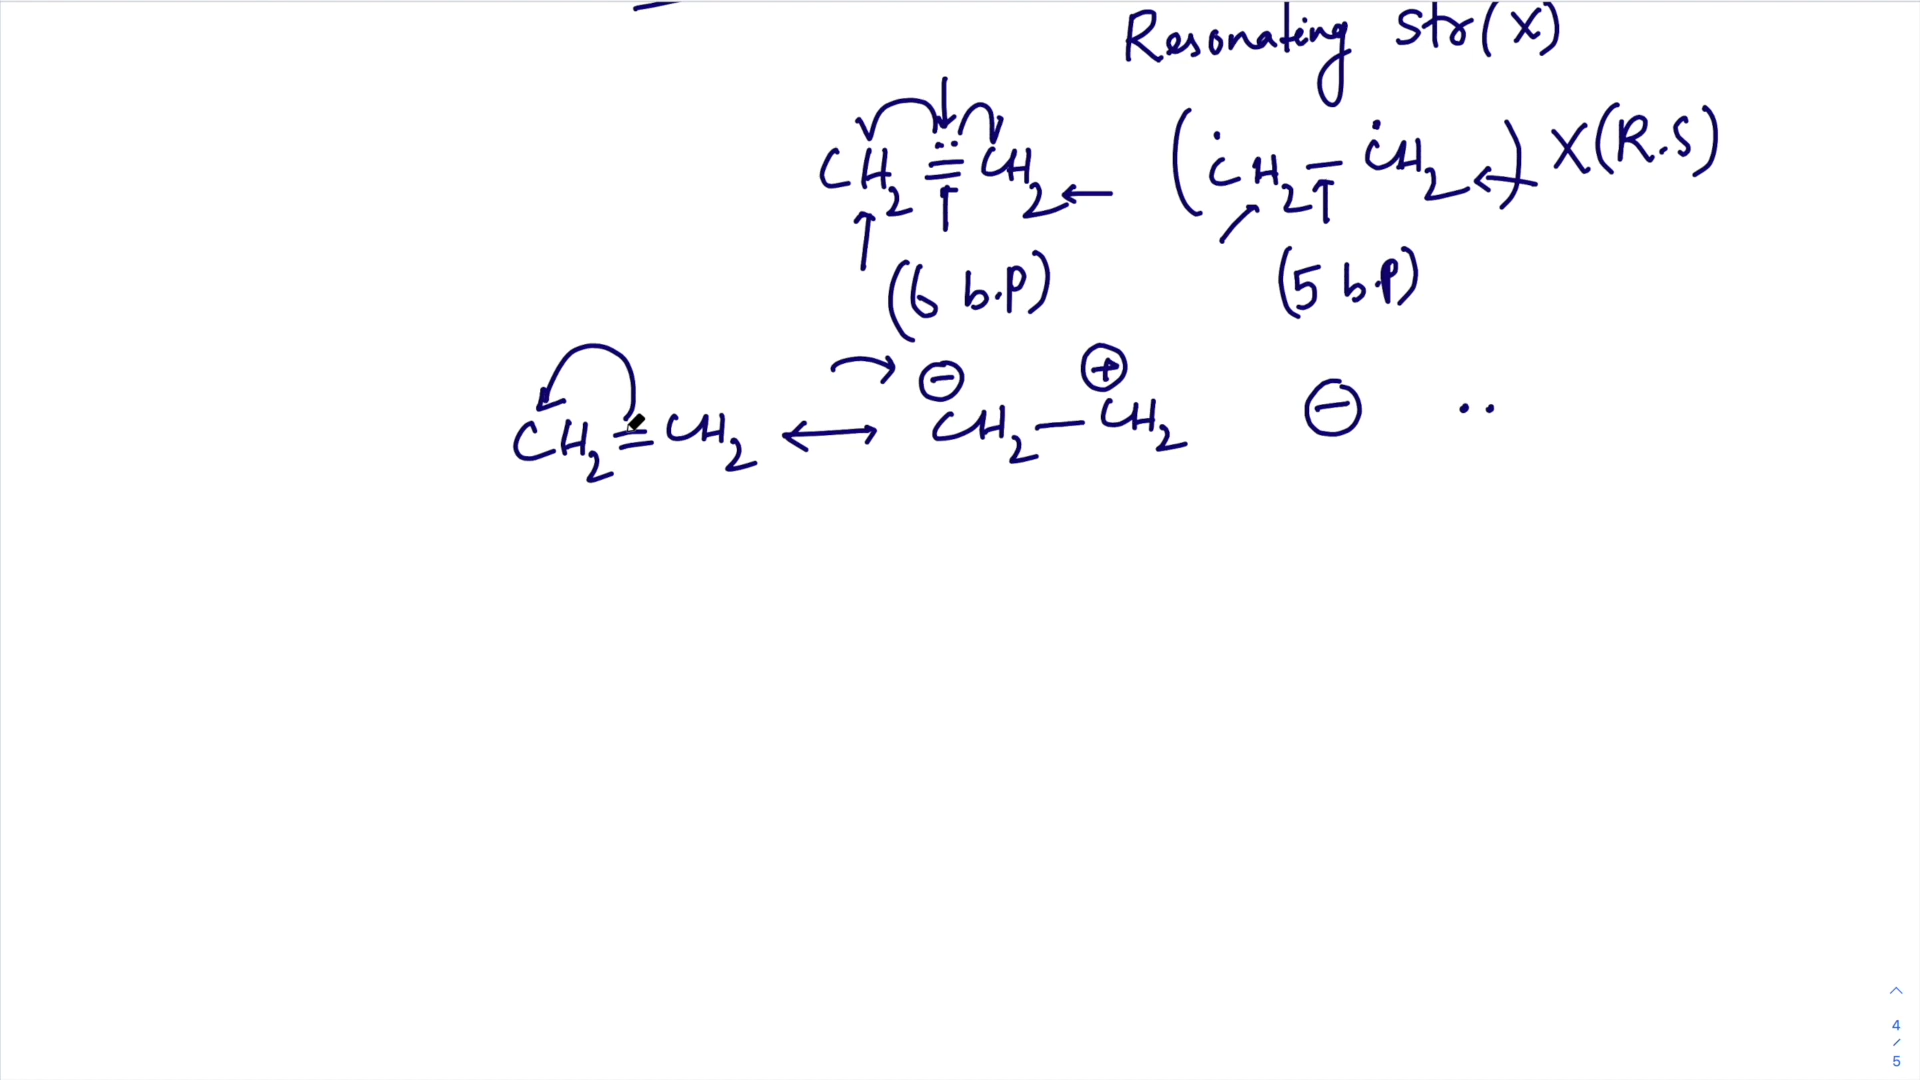 Resonating Str(X)
CH₂ = CH₂ (ĊH₂ – ĊH₂) X(R.S)
(6 b.p) (5 b.p)
⊖ ⊕
CH₂ = CH₂ ↔ CH₂ — CH₂ ⊖ ..
4
/
5